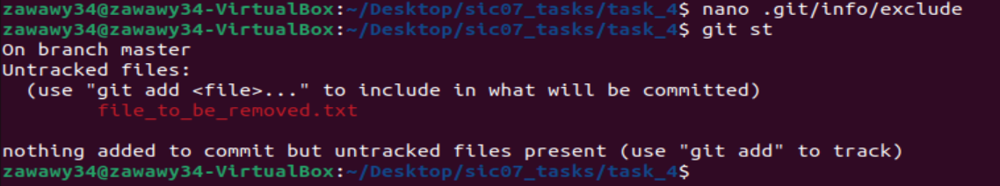 zawawy34@zawawy34-VirtualBox:~/Desktop/sic07_tasks/task_4$ nano .git/info/exclude
zawawy34@zawawy34-VirtualBox:~/Desktop/sic07_tasks/task_4$ git st
On branch master
Untracked files:
  (use "git add <file>..." to include in what will be committed)
        file_to_be_removed.txt

nothing added to commit but untracked files present (use "git add" to track)
zawawy34@zawawy34-VirtualBox:~/Desktop/sic07_tasks/task_4$